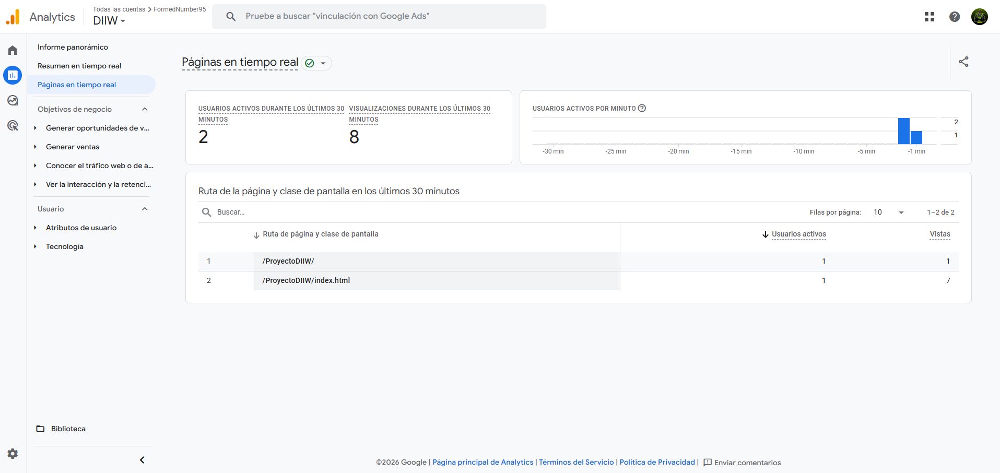 Analytics
Todas las cuentas > FormedNumber95
DIIW
Pruebe a buscar "vinculación con Google Ads"
Informe panorámico
Resumen en tiempo real
Páginas en tiempo real
Objetivos de negocio
Generar oportunidades de v...
Generar ventas
Conocer el tráfico web o de a...
Ver la interacción y la retenci...
Usuario
Atributos de usuario
Tecnología
Biblioteca
Páginas en tiempo real
USUARIOS ACTIVOS DURANTE LOS ÚLTIMOS 30
MINUTOS
2
VISUALIZACIONES DURANTE LOS ÚLTIMOS 30
MINUTOS
8
USUARIOS ACTIVOS POR MINUTO
2
1
-30 min -25 min -20 min -15 min -10 min -5 min -1 min
Ruta de la página y clase de pantalla en los últimos 30 minutos
Buscar...
Filas por página: 10 1–2 de 2
Ruta de página y clase de pantalla Usuarios activos Vistas
1 /ProyectoDIIW/ 1 1
2 /ProyectoDIIW/index.html 1 7
©2026 Google | Página principal de Analytics | Términos del Servicio | Política de Privacidad | Enviar comentarios